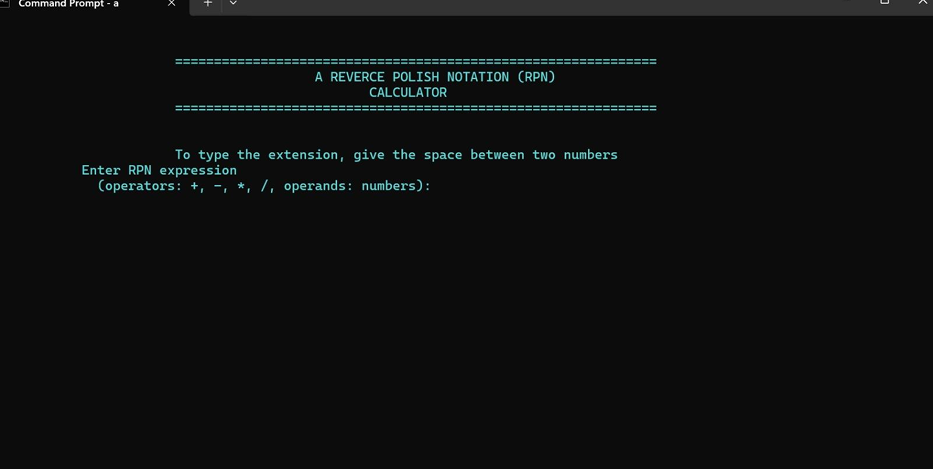 Command Prompt - a
============================================================== 
A REVERCE POLISH NOTATION (RPN)
CALCULATOR
==============================================================
To type the extension, give the space between two numbers
Enter RPN expression
(operators: +, -, *, /, operands: numbers):